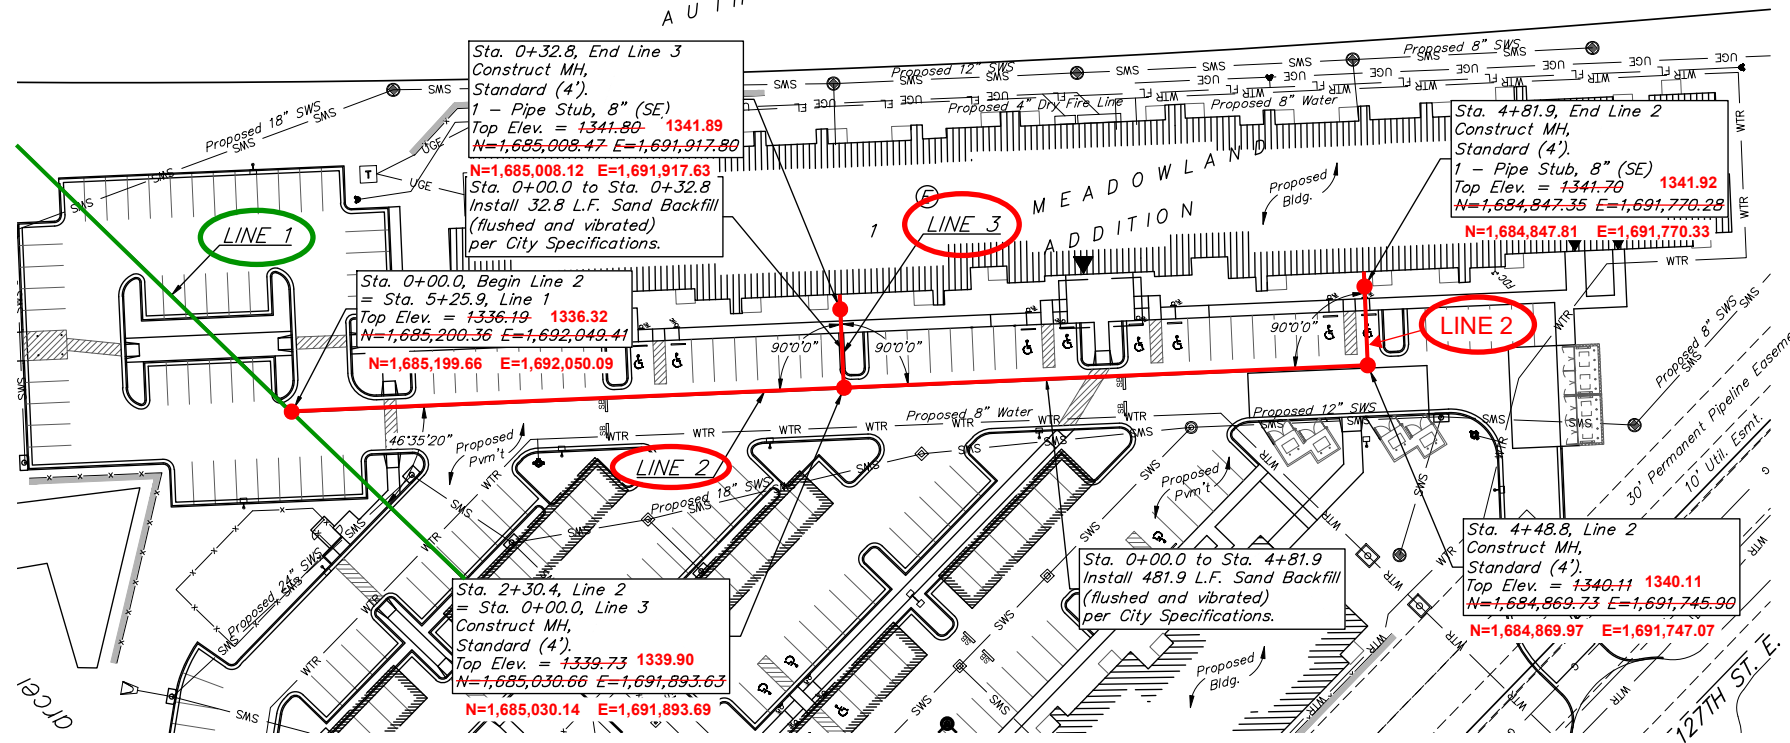 Sta. 0+32.8, End Line 3
Construct MH,
Standard (4').
1 - Pipe Stub, 8" (SE)
Top Elev. = 1341.80 1341.89
N=1,685,008.47 E=1,691,917.80
N=1,685,008.12 E=1,691,917.63
Sta. 0+00.0 to Sta. 0+32.8
Install 32.8 L.F. Sand Backfill
(flushed and vibrated)
per City Specifications.
Proposed 12" SWS
Proposed 8" SWS
Proposed 4" Dry Fire Line
Proposed 8" Water
Proposed 18" SWS
SWS
UGE
UGE
T
Sta. 4+81.9, End Line 2
Construct MH,
Standard (4').
1 - Pipe Stub, 8" (SE)
Top Elev. = 1341.70 1341.92
N=1,684,847.35 E=1,691,770.28
N=1,684,847.81 E=1,691,770.33
MEADOWLAND
ADDITION
1
Proposed
Bldg.
LINE 1
LINE 3
LINE 2
Sta. 0+00.0, Begin Line 2
= Sta. 5+25.9, Line 1
Top Elev. = 1336.19 1336.32
N=1,685,200.36 E=1,692,049.41
N=1,685,199.66 E=1,692,050.09
90°0'0"
90°0'0"
90°0'0"
FDC
WTR
WTR
Proposed 8" SWS
46°35'20"
Proposed
Pvm't
LINE 2
Proposed 8" Water
Proposed 12" SWS
Proposed 18" SWS
Proposed
Pvm't
30' Permanent Pipeline Easeme
10' Util. Esmt.
Proposed 24" SWS
Sta. 2+30.4, Line 2
= Sta. 0+00.0, Line 3
Construct MH,
Standard (4').
Top Elev. = 1339.73 1339.90
N=1,685,030.66 E=1,691,893.63
N=1,685,030.14 E=1,691,893.69
Sta. 0+00.0 to Sta. 4+81.9
Install 481.9 L.F. Sand Backfill
(flushed and vibrated)
per City Specifications.
Sta. 4+48.8, Line 2
Construct MH,
Standard (4').
Top Elev. = 1340.11 1340.11
N=1,684,869.73 E=1,691,745.90
N=1,684,869.97 E=1,691,747.07
Proposed
Bldg.
127TH ST. E.
arcel